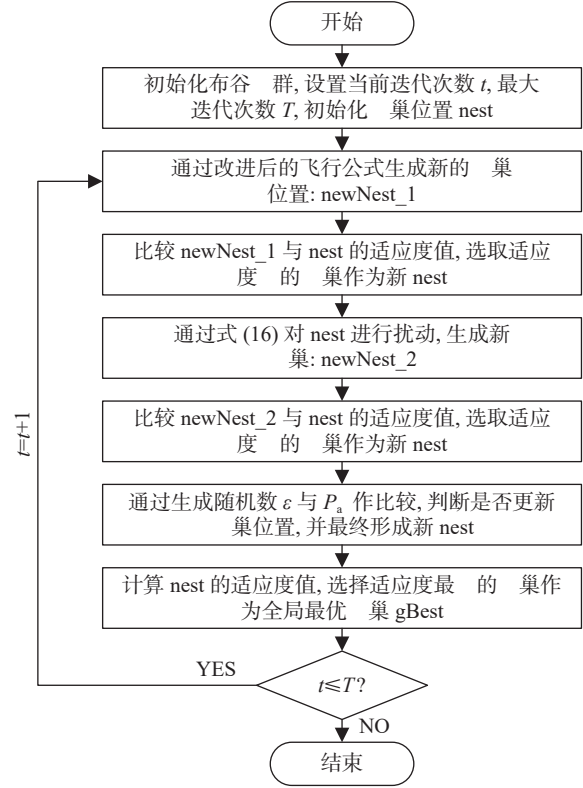 开始
初始化布谷 群, 设置当前迭代次数 t, 最大
迭代次数 T, 初始化 巢位置 nest
通过改进后的飞行公式生成新的 巢
位置: newNest_1
比较 newNest_1 与 nest 的适应度值, 选取适应
度 的 巢作为新 nest
通过式 (16) 对 nest 进行扰动, 生成新
巢: newNest_2
比较 newNest_2 与 nest 的适应度值, 选取适应
度 的 巢作为新 nest
通过生成随机数 ε 与 Pa 作比较, 判断是否更新
巢位置, 并最终形成新 nest
计算 nest 的适应度值, 选择适应度最 的 巢作
为全局最优 巢 gBest
t≤T?
YES
NO
t=t+1
结束